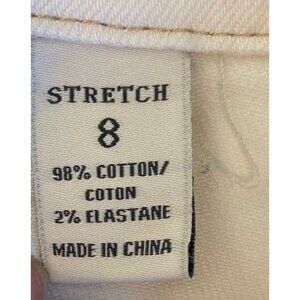 STRETCH
8
98% COTTON/
COTON
2% ELASTANE
MADE IN CHINA